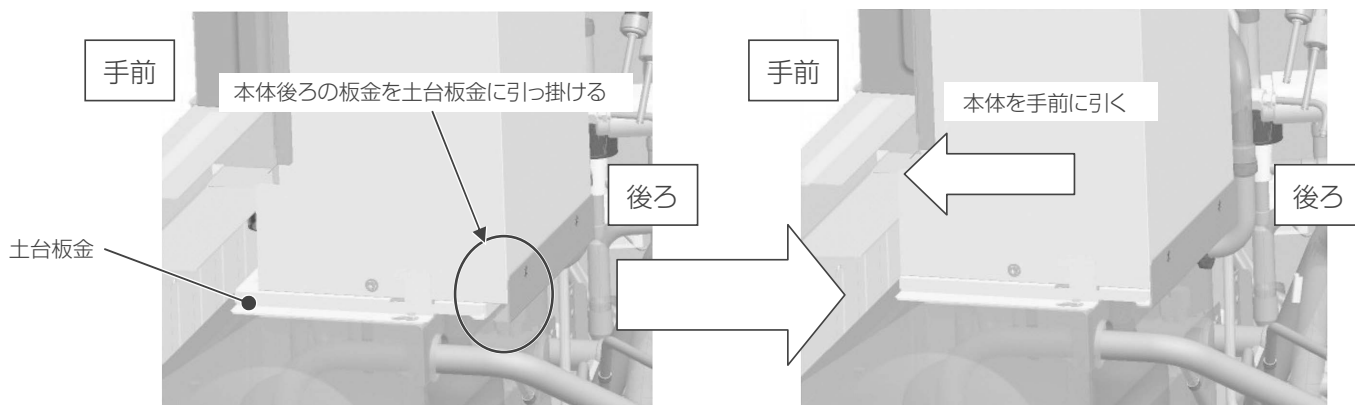 手前
本体後ろの板金を土台板金に引っ掛ける
後ろ
土台板金
手前
本体を手前に引く
後ろ